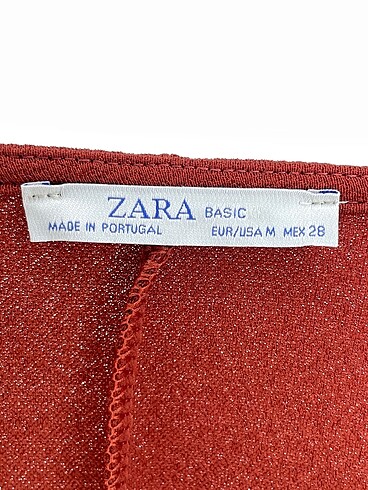 ZARA BASIC
MADE IN PORTUGAL EUR/USA M MEX 28